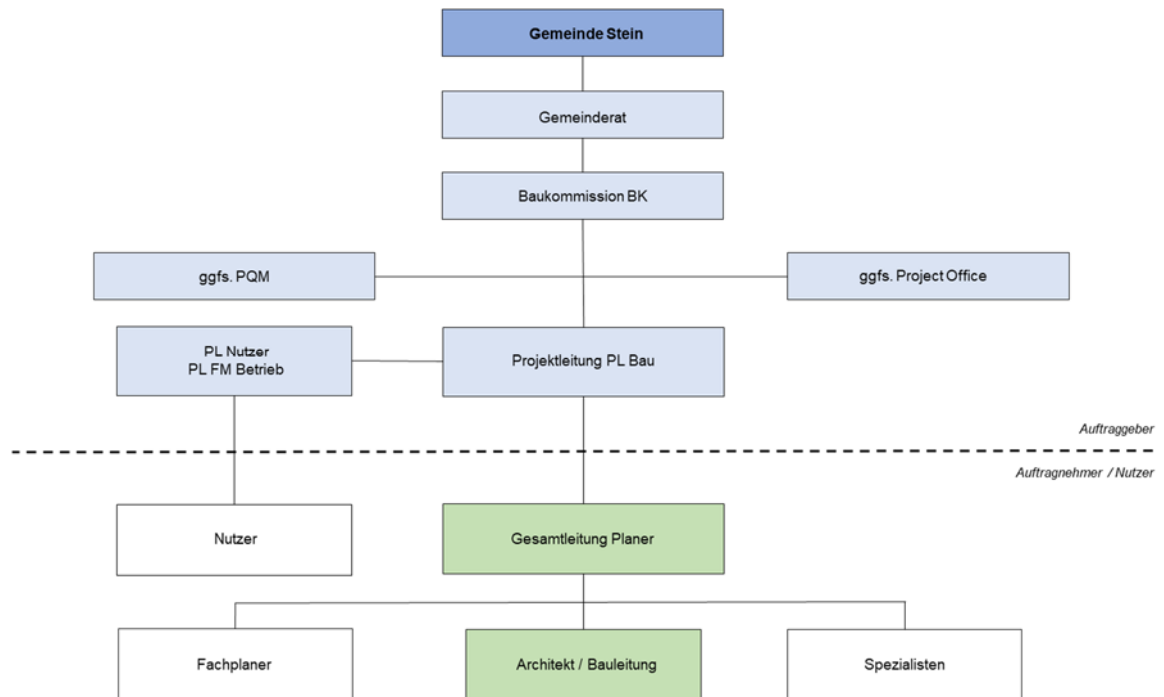 Gemeinde Stein
Gemeinderat
Baukommission BK
ggfs. PQM
ggfs. Project Office
PL Nutzer
PL FM Betrieb
Projektleitung PL Bau
Auftraggeber
Auftragnehmer / Nutzer
Nutzer
Gesamtleitung Planer
Fachplaner
Architekt / Bauleitung
Spezialisten